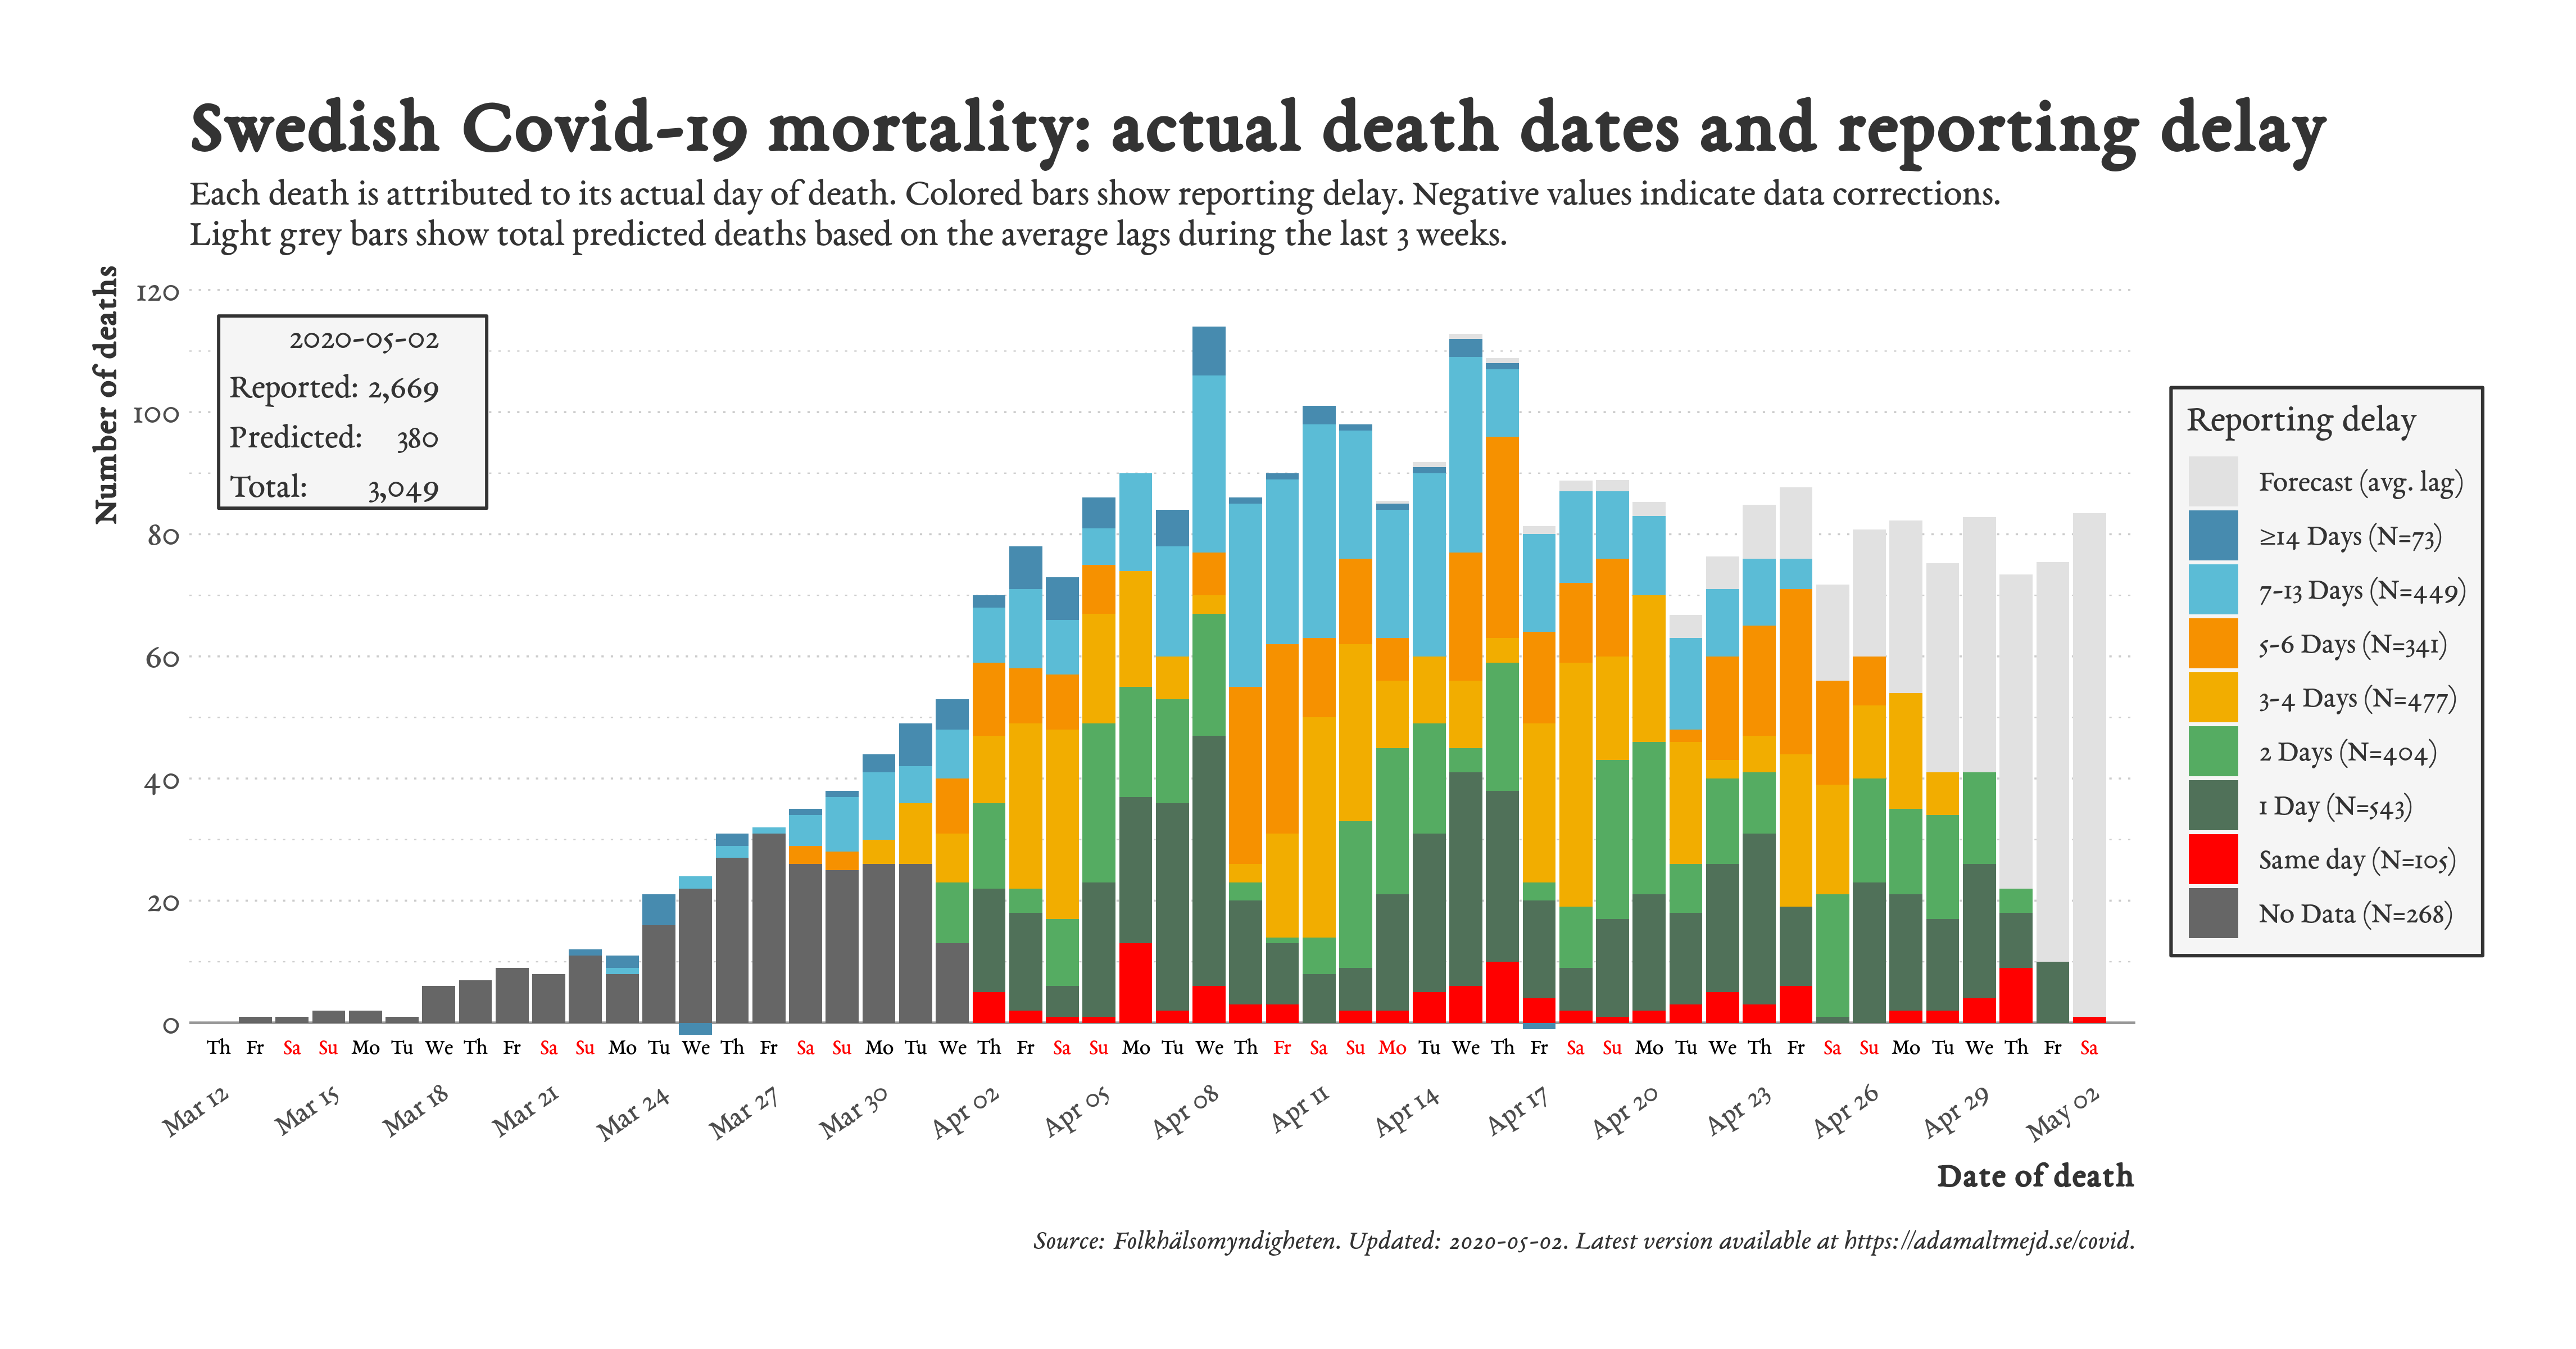 Swedish Covid-19 mortality: actual death dates and reporting delay
Each death is attributed to its actual day of death. Colored bars show reporting delay. Negative values indicate data corrections.
Light grey bars show total predicted deaths based on the average lags during the last 3 weeks.
Number of deaths
120
100
80
60
40
20
0
2020-05-02
Reported: 2,669
Predicted: 380
Total: 3,049
Reporting delay
Forecast (avg. lag)
≥14 Days (N=73)
7-13 Days (N=449)
5-6 Days (N=341)
3-4 Days (N=477)
2 Days (N=404)
1 Day (N=543)
Same day (N=105)
No Data (N=268)
Th Fr Sa Su Mo Tu We Th Fr Sa Su Mo Tu We Th Fr Sa Su Mo Tu We Th Fr Sa Su Mo Tu We Th Fr Sa Su Mo Tu We Th Fr Sa Su Mo Tu We Th Fr Sa Su Mo Tu We Th Fr Sa
Mar 12 Mar 15 Mar 18 Mar 21 Mar 24 Mar 27 Mar 30 Apr 02 Apr 05 Apr 08 Apr 11 Apr 14 Apr 17 Apr 20 Apr 23 Apr 26 Apr 29 May 02
Date of death
Source: Folkhälsomyndigheten. Updated: 2020-05-02. Latest version available at https://adamaltmejd.se/covid.